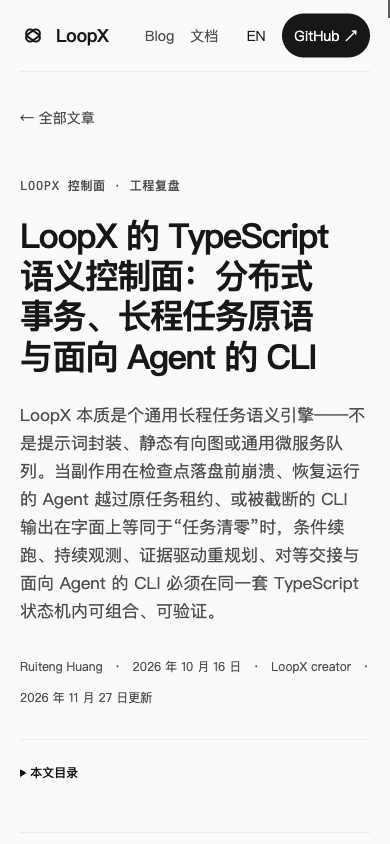 LoopX Blog 文档 EN GitHub ↗
← 全部文章
LOOPX 控制面 · 工程复盘
LoopX 的 TypeScript
语义控制面：分布式
事务、长程任务原语
与面向 Agent 的 CLI
LoopX 本质是个通用长程任务语义引擎——不
是提示词封装、静态有向图或通用微服务队
列。当副作用在检查点落盘前崩溃、恢复运行
的 Agent 越过原任务租约、或被截断的 CLI
输出在字面上等同于“任务清零”时，条件续
跑、持续观测、证据驱动重规划、对等交接与
面向 Agent 的 CLI 必须在同一套 TypeScript
状态机内可组合、可验证。
Ruiteng Huang · 2026 年 10 月 16 日 · LoopX creator ·
2026 年 11 月 27 日更新
▶ 本文目录